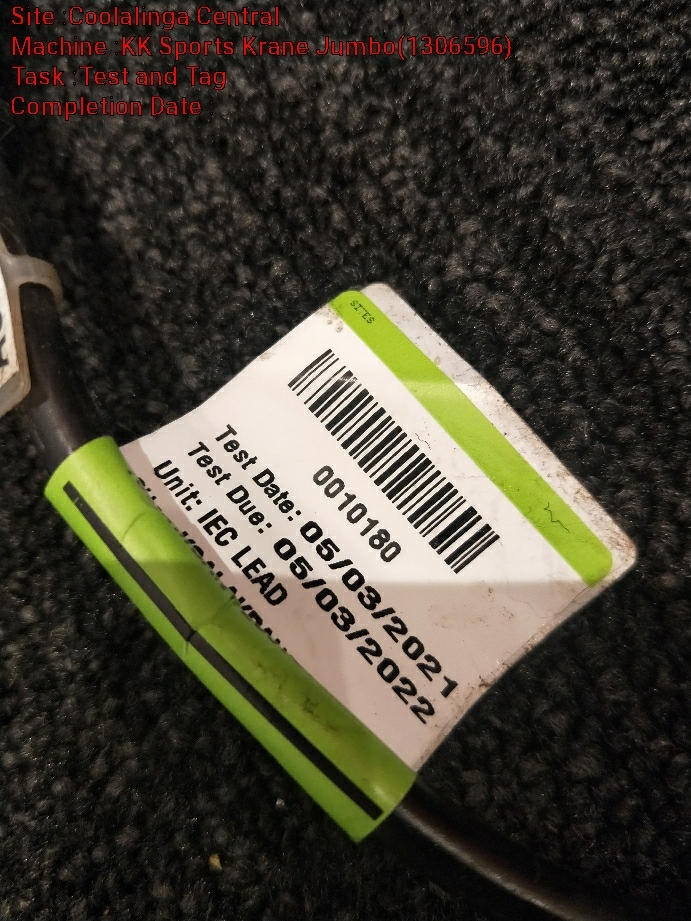 Site :Coolalinga Central
Machine :KK Sports Krane Jumbo(1306596)
Task :Test and Tag
Completion Date :
SITES
0010180
Test Date: 05/03/2021
Test Due: 05/03/2022
Unit: IEC LEAD